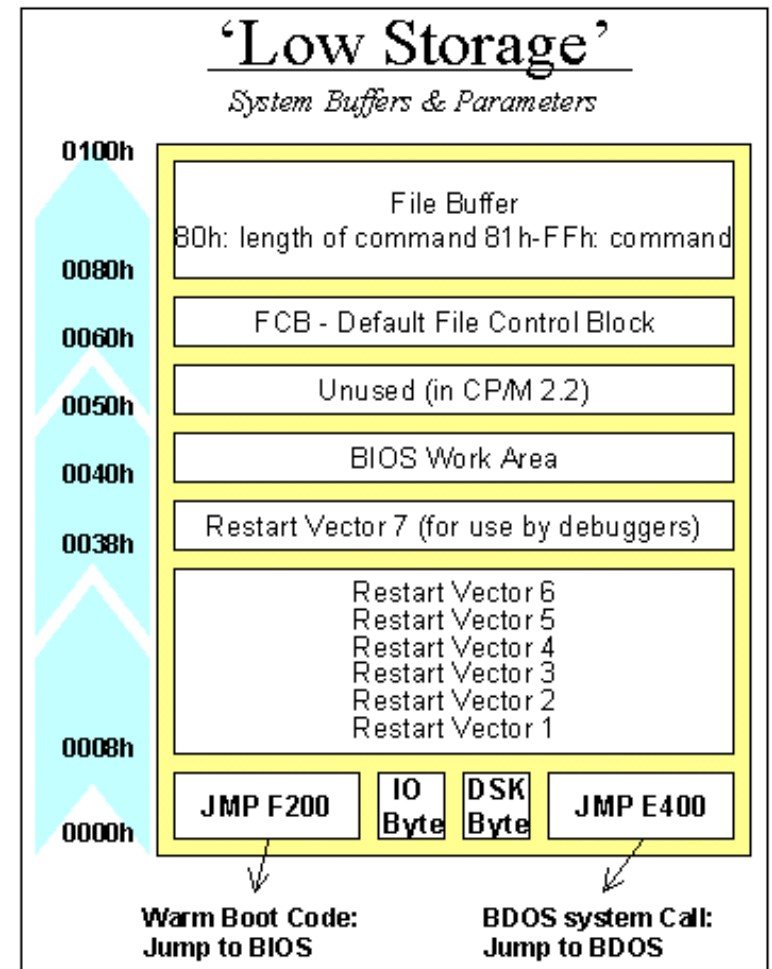 ‘Low Storage’
System Buffers & Parameters
0100h
File Buffer
80h: length of command 81h-FFh: command
0080h
FCB - Default File Control Block
0060h
Unused (in CP/M 2.2)
0050h
BIOS Work Area
0040h
Restart Vector 7 (for use by debuggers)
0038h
Restart Vector 6
Restart Vector 5
Restart Vector 4
Restart Vector 3
Restart Vector 2
Restart Vector 1
0008h
JMP F200
IO
Byte
DSK
Byte
JMP E400
0000h
Warm Boot Code:
Jump to BIOS
BDOS system Call:
Jump to BDOS